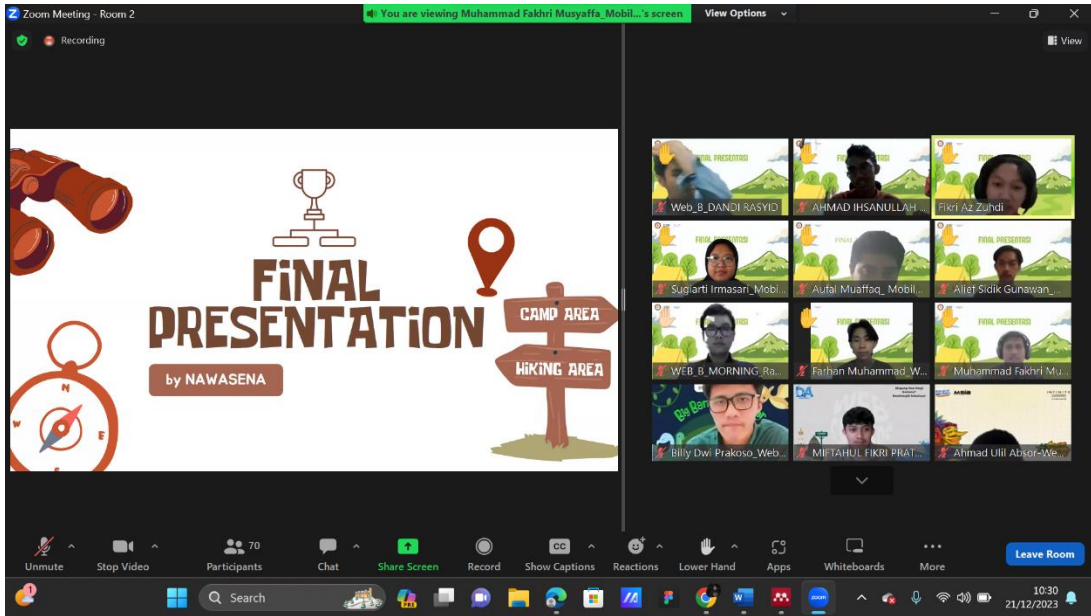 Zoom Meeting - Room 2
You are viewing Muhammad Fakhri Musyaffa_Mobil...'s screen
View Options
Recording
View
FINAL
PRESENTATION
by NAWASENA
CAMP AREA
HIKING AREA
N
W
E
Web_B_DANDI RASYID
AHMAD IHSANULLAH ...
Fikri Az Zuhdi
Sugiarti Irmasari_Mobi...
Aufal Muaffaq_ Mobil...
Alief Sidik Gunawan_...
WEB_B_MORNING_Ra...
Farhan Muhammad_W...
Muhammad Fakhri Mu...
Billy Dwi Prakoso_Web...
MIFTAHUL FIKRI PRAT...
Ahmad Ulil Absor-We...
FINAL PRESENTASI
Unmute
Stop Video
70
Participants
Chat
Share Screen
Record
CC
Show Captions
Reactions
Lower Hand
Apps
Whiteboards
More
Leave Room
Search
10:30
21/12/2023